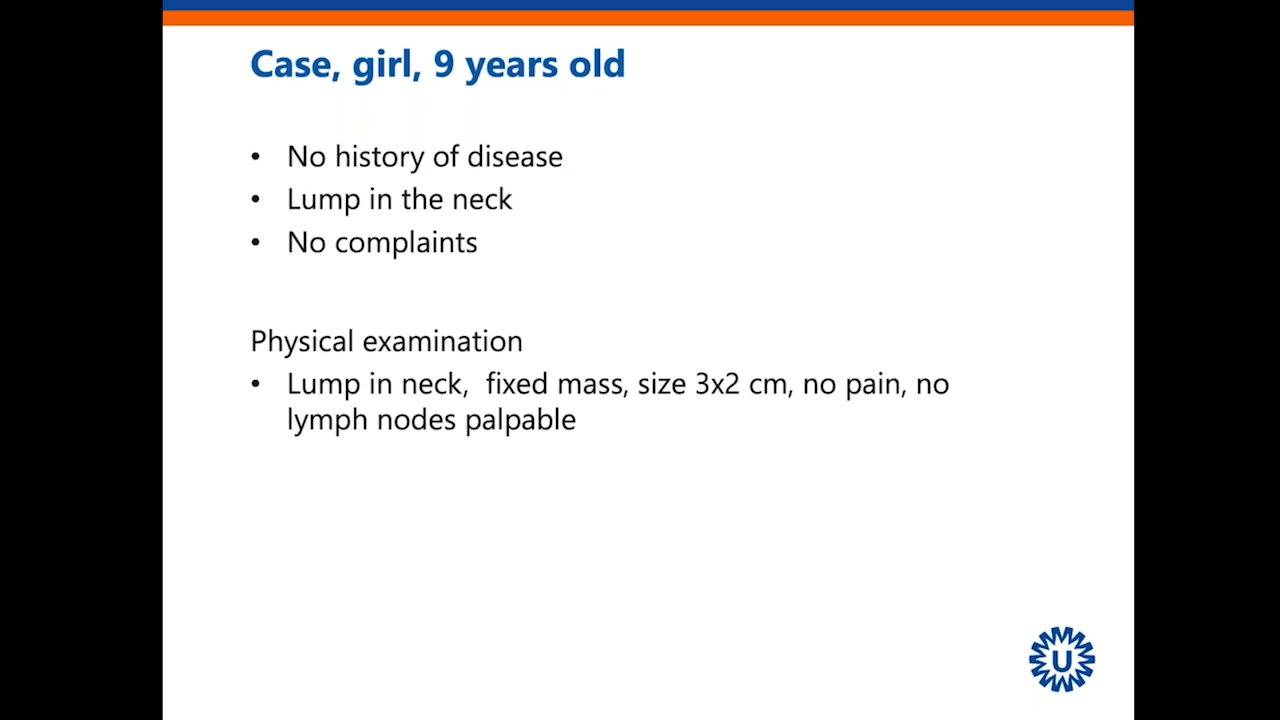 Case, girl, 9 years old
• No history of disease
• Lump in the neck
• No complaints
Physical examination
• Lump in neck,  fixed mass, size 3x2 cm, no pain, no
lymph nodes palpable
U